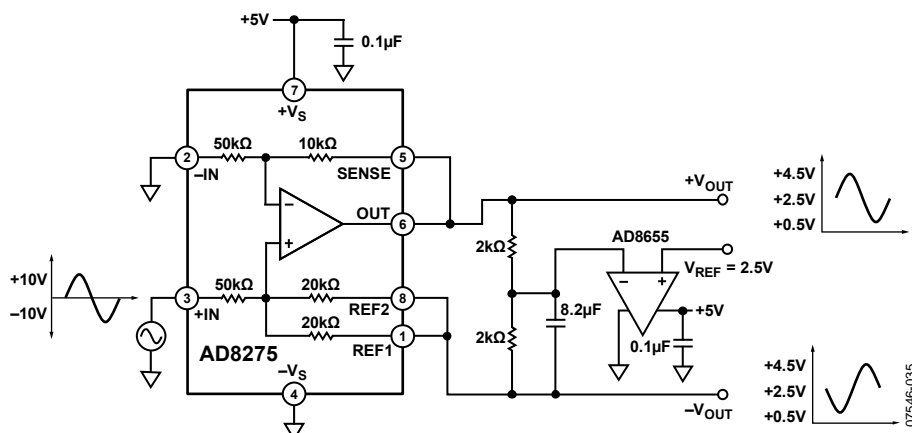 +5V
0.1µF
7
+VS
50kΩ
10kΩ
2
5
–IN
SENSE
–
OUT
6
+
50kΩ
20kΩ
3
8
+IN
REF2
20kΩ
1
REF1
AD8275
–VS
4
+10V
–10V
+VOUT
2kΩ
AD8655
–
+
VREF = 2.5V
8.2µF
2kΩ
+5V
0.1µF
–VOUT
+4.5V
+2.5V
+0.5V
+4.5V
+2.5V
+0.5V
07546-035